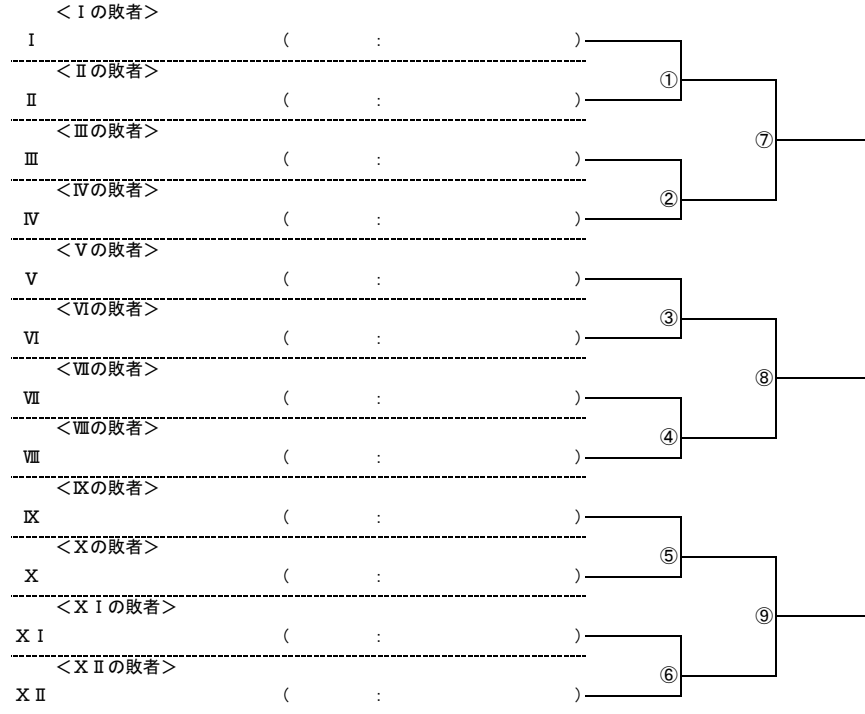 ＜Ⅰの敗者＞
Ⅰ （ ： ）
＜Ⅱの敗者＞
①
Ⅱ （ ： ）
＜Ⅲの敗者＞
⑦
Ⅲ （ ： ）
＜Ⅳの敗者＞
②
Ⅳ （ ： ）
＜Ⅴの敗者＞
Ⅴ （ ： ）
＜Ⅵの敗者＞
③
Ⅵ （ ： ）
＜Ⅶの敗者＞
⑧
Ⅶ （ ： ）
＜Ⅷの敗者＞
④
Ⅷ （ ： ）
＜Ⅸの敗者＞
Ⅸ （ ： ）
＜Ⅹの敗者＞
⑤
Ⅹ （ ： ）
＜ⅩⅠの敗者＞
⑨
ⅩⅠ （ ： ）
＜ⅩⅡの敗者＞
⑥
ⅩⅡ （ ： ）